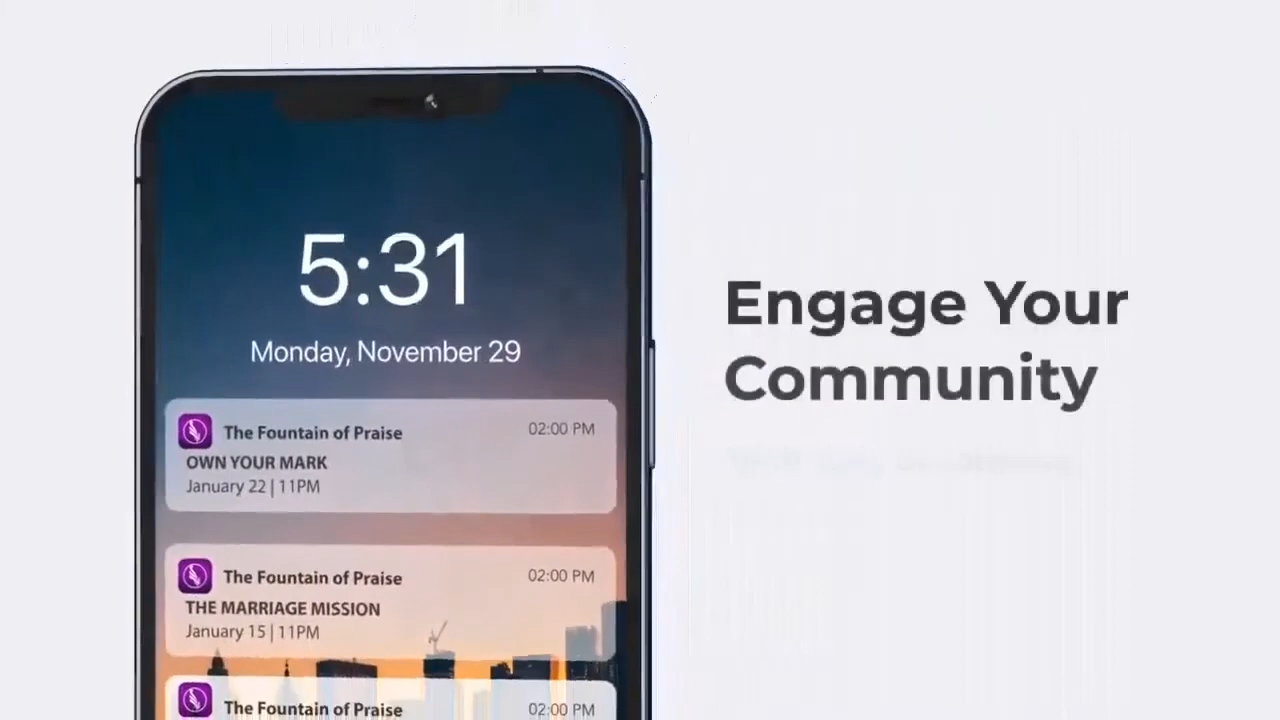 5:31
Monday, November 29
The Fountain of Praise
02:00 PM
OWN YOUR MARK
January 22 | 11PM
The Fountain of Praise
02:00 PM
THE MARRIAGE MISSION
January 15 | 11PM
The Fountain of Praise
02:00 PM
Engage Your
Community